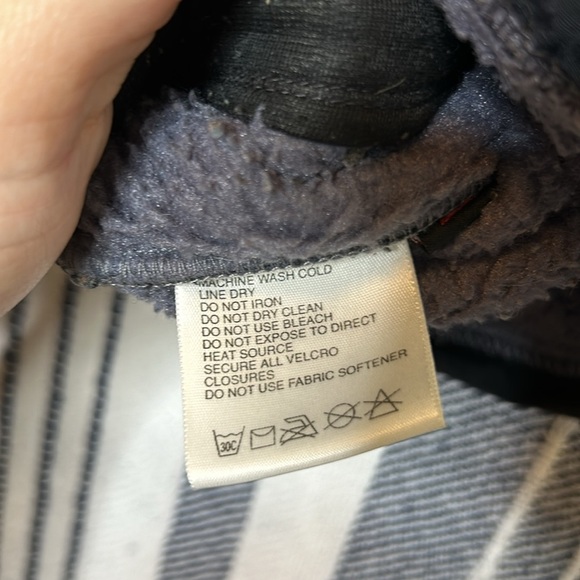 MACHINE WASH COLD
LINE DRY
DO NOT IRON
DO NOT DRY CLEAN
DO NOT USE BLEACH
DO NOT EXPOSE TO DIRECT
HEAT SOURCE
SECURE ALL VELCRO
CLOSURES
DO NOT USE FABRIC SOFTENER
30C